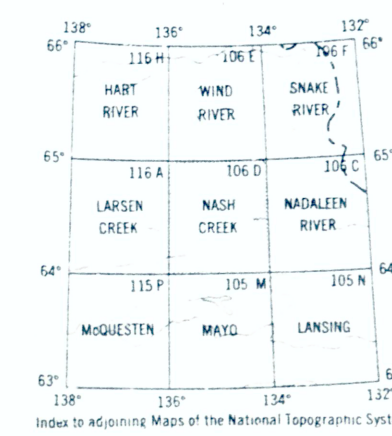 138° 136° 134° 132°
66° 66°
116 H 106 E 106 F
HART WIND SNAKE
RIVER RIVER RIVER
65° 65°
116 A 106 D 106 C
LARSEN NASH NADALEEN
CREEK CREEK RIVER
64° 64
115 P 105 M 105 N
McQUESTEN MAYO LANSING
63° 6
138° 136° 134° 132
Index to adjoining Maps of the National Topographic Syst